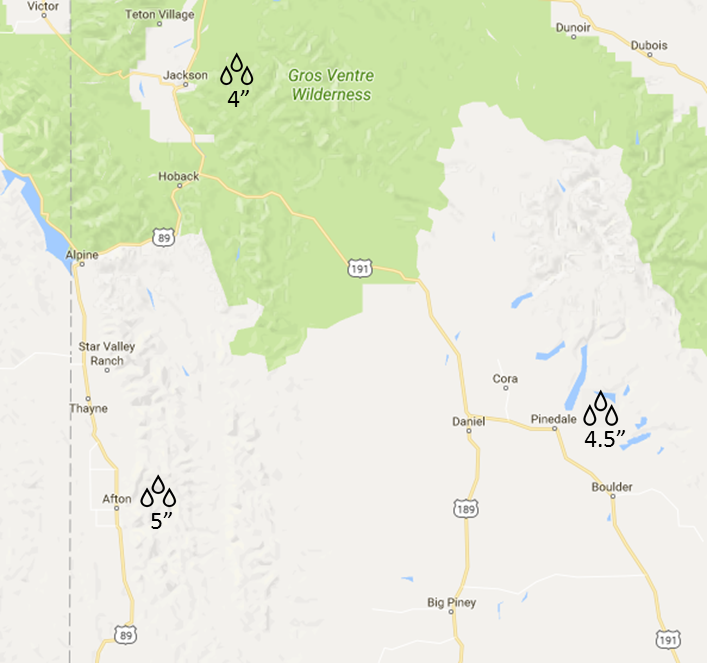 Victor
Teton Village
Dunoir
Dubois
Jackson
4”
Gros Ventre
Wilderness
Hoback
89
Alpine
191
Star Valley
Ranch
Cora
Thayne
Daniel
Pinedale
4.5”
Boulder
Afton
5”
189
Big Piney
89
191